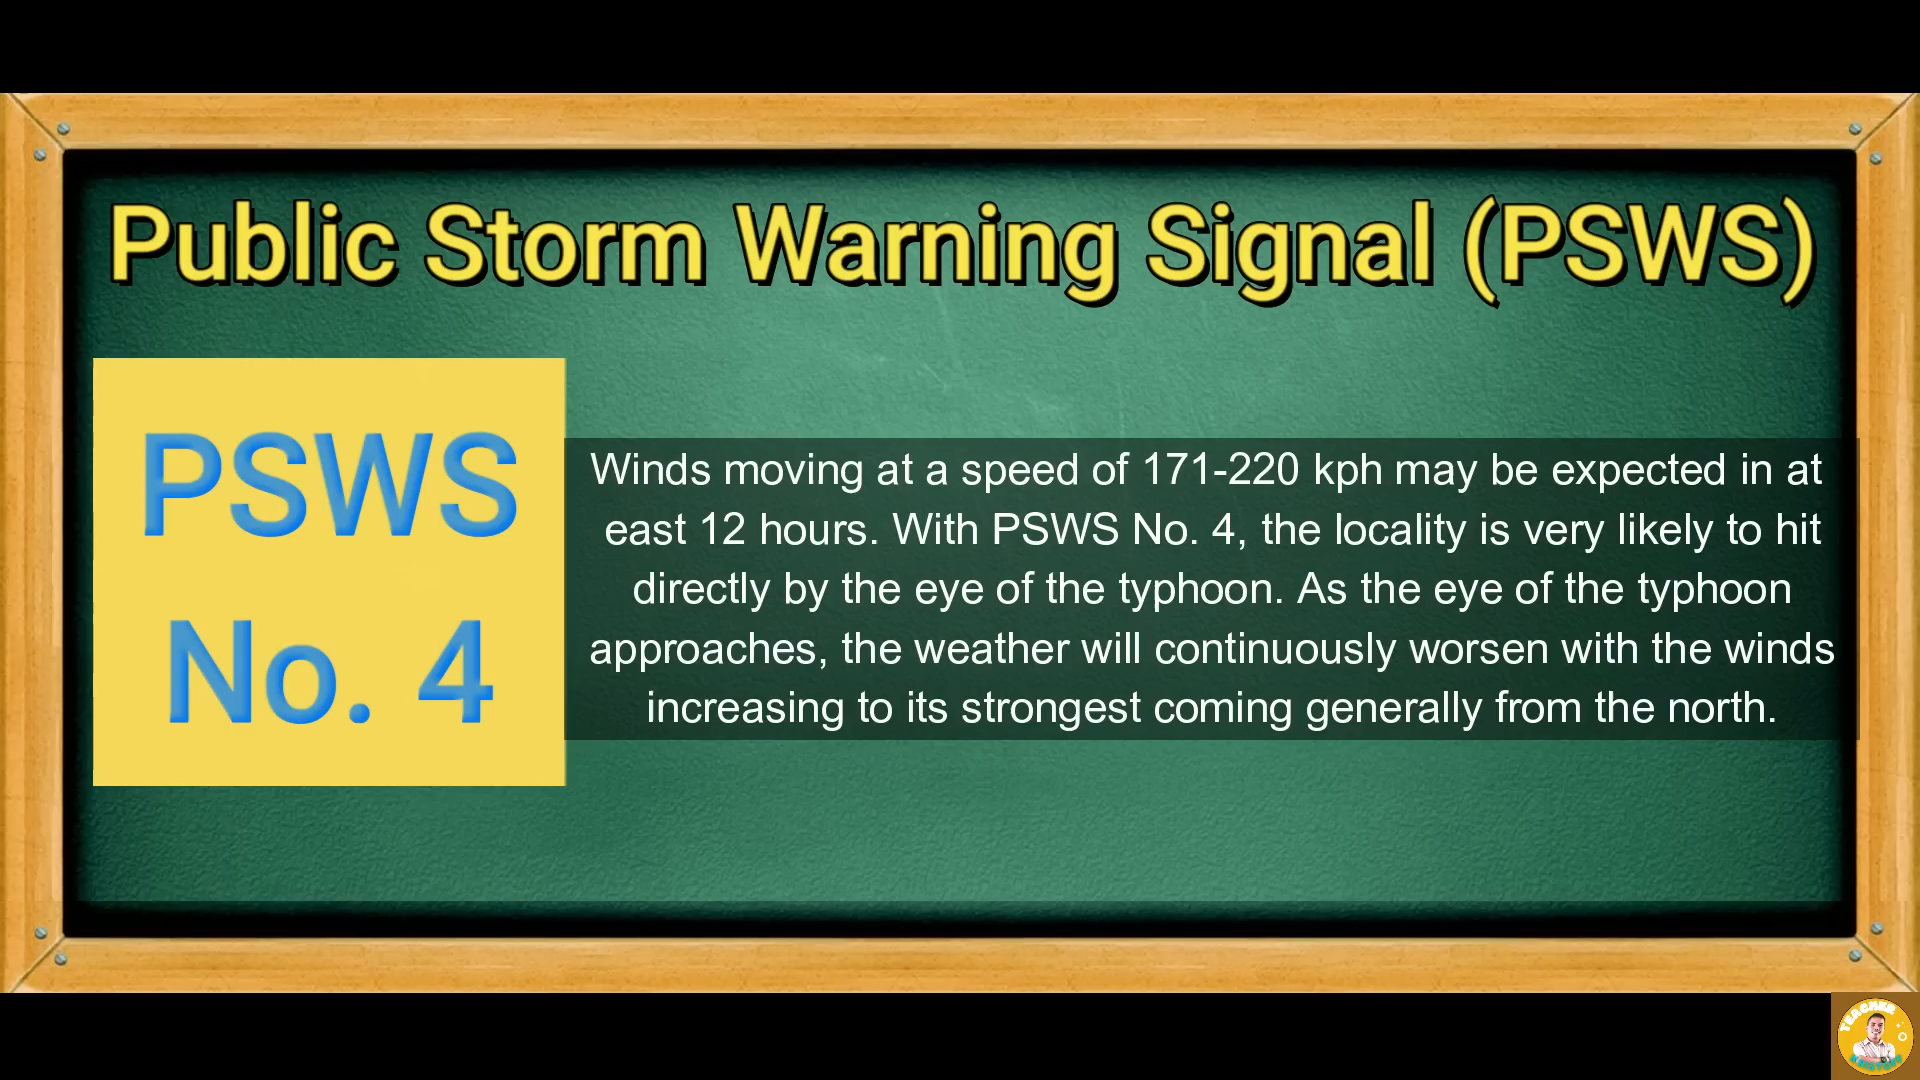 Public Storm Warning Signal (PSWS)
PSWS
No. 4
Winds moving at a speed of 171-220 kph may be expected in at
east 12 hours. With PSWS No. 4, the locality is very likely to hit
directly by the eye of the typhoon. As the eye of the typhoon
approaches, the weather will continuously worsen with the winds
increasing to its strongest coming generally from the north.
TEACHER